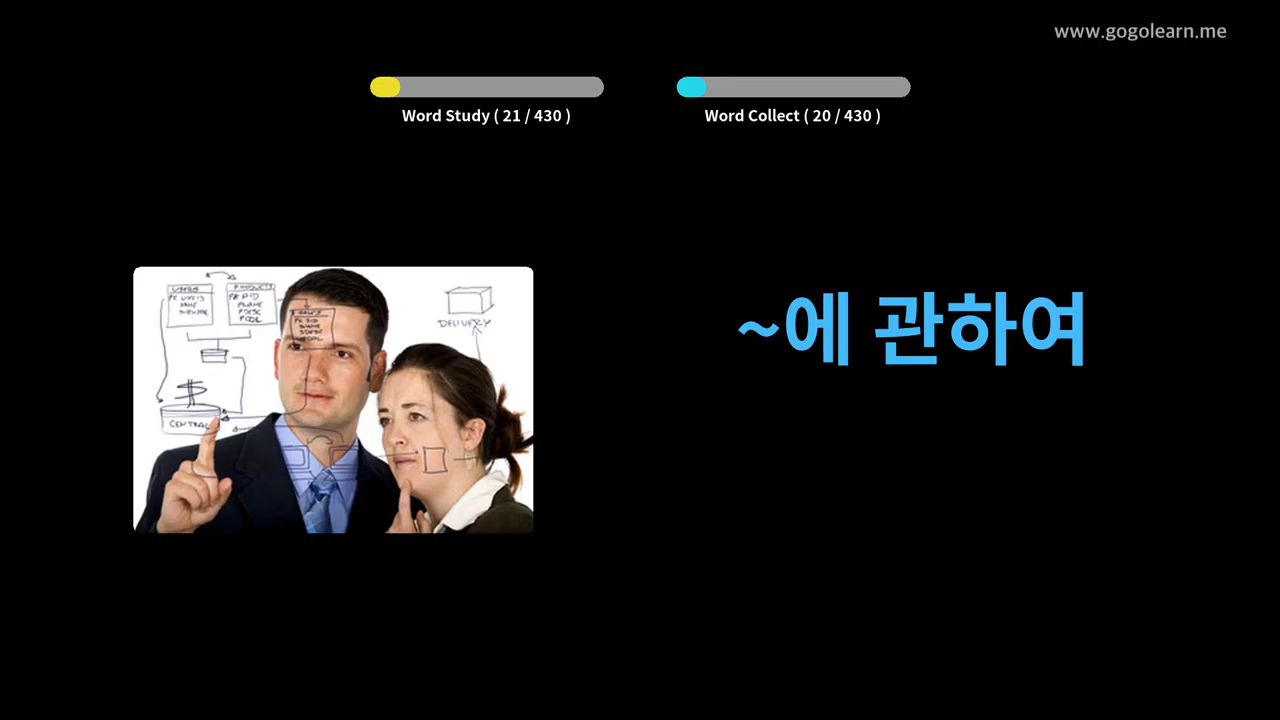 www.gogolearn.me
Word Study ( 21 / 430 )
Word Collect ( 20 / 430 )
~에 관하여
DELIVERY
$
CENTRAL